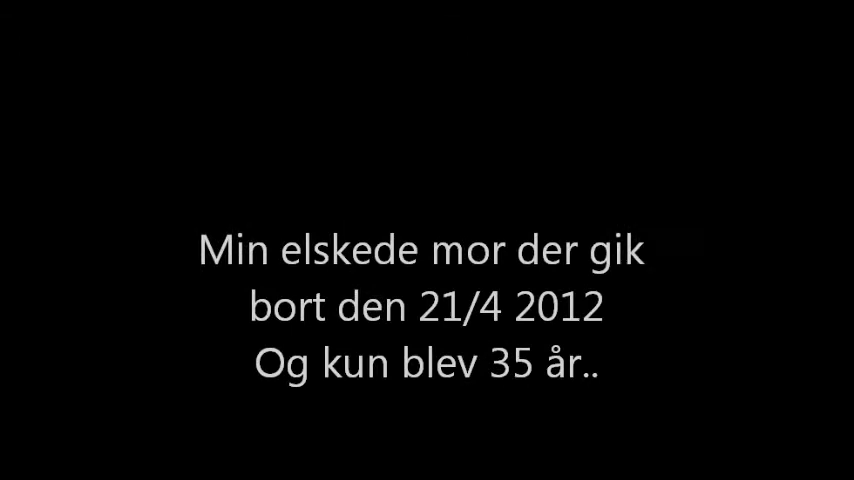 Min elskede mor der gik
bort den 21/4 2012
Og kun blev 35 år..